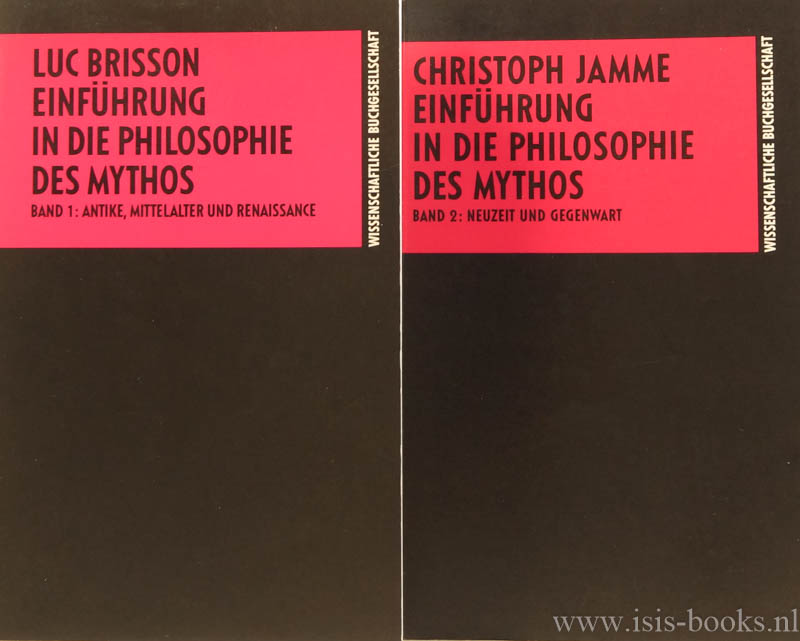 LUC BRISSON
EINFÜHRUNG
IN DIE PHILOSOPHIE
DES MYTHOS
BAND 1: ANTIKE, MITTELALTER UND RENAISSANCE
WISSENSCHAFTLICHE BUCHGESELLSCHAFT
CHRISTOPH JAMME
EINFÜHRUNG
IN DIE PHILOSOPHIE
DES MYTHOS
BAND 2: NEUZEIT UND GEGENWART
WISSENSCHAFTLICHE BUCHGESELLSCHAFT
www.isis-books.nl